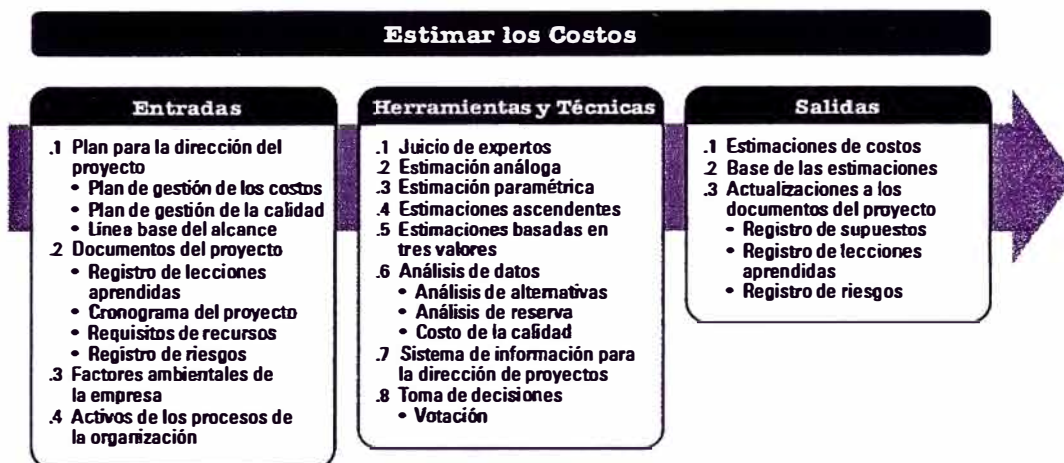 Estimar los Costos
Entradas
.1 Plan para la dirección del
proyecto
• Plan de gestión de los costos
• Plan de gestión de la calidad
• Línea base del alcance
.2 Documentos del proyecto
• Registro de lecciones
aprendidas
• Cronograma del proyecto
• Requisitos de recursos
• Registro de riesgos
.3 Factores ambientales de
la empresa
.4 Activos de los procesos de
la organización
Herramientas y Técnicas
.1 Juicio de expertos
.2 Estimación análoga
.3 Estimación paramétrica
.4 Estimaciones ascendentes
.5 Estimaciones basadas en
tres valores
.6 Análisis de datos
• Análisis de alternativas
• Análisis de reserva
• Costo de la calidad
.7 Sistema de información para
la dirección de proyectos
.8 Toma de decisiones
• Votación
Salidas
.1 Estimaciones de costos
.2 Base de las estimaciones
.3 Actualizaciones a los
documentos del proyecto
• Registro de supuestos
• Registro de lecciones
aprendidas
• Registro de riesgos